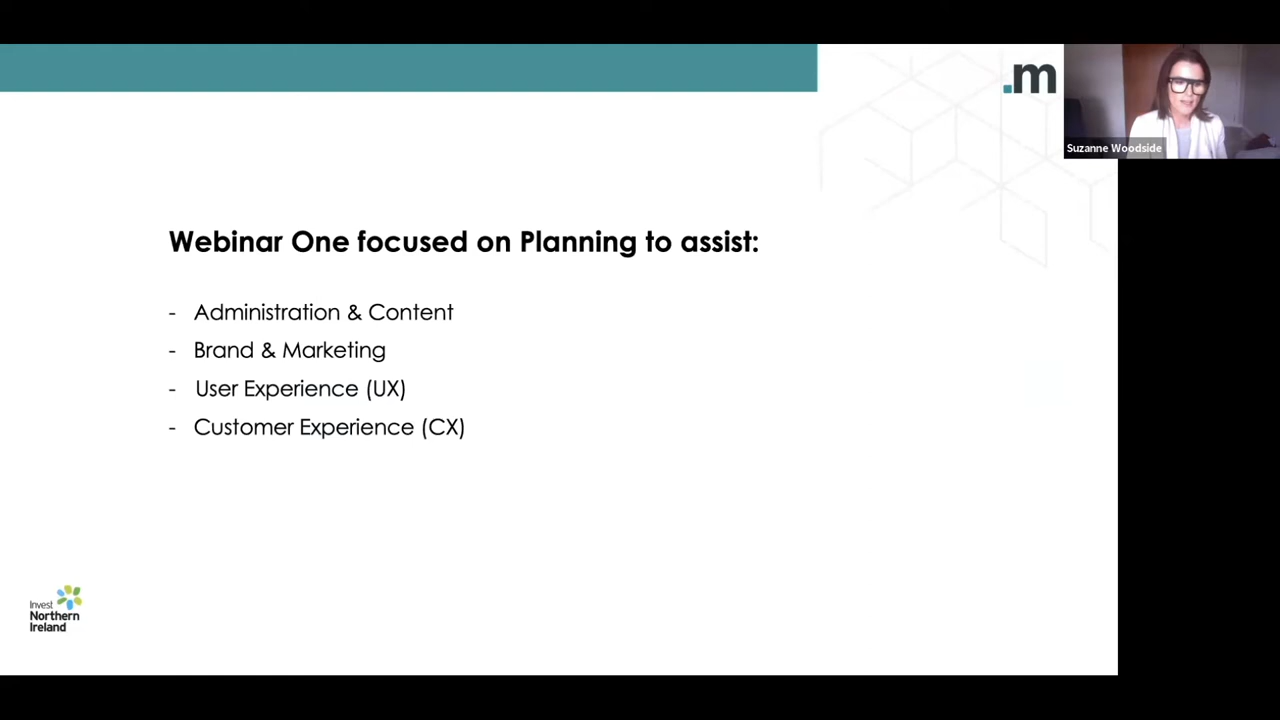 .m
Suzanne Woodside
Webinar One focused on Planning to assist:
- Administration & Content
- Brand & Marketing
- User Experience (UX)
- Customer Experience (CX)
Invest
Northern
Ireland